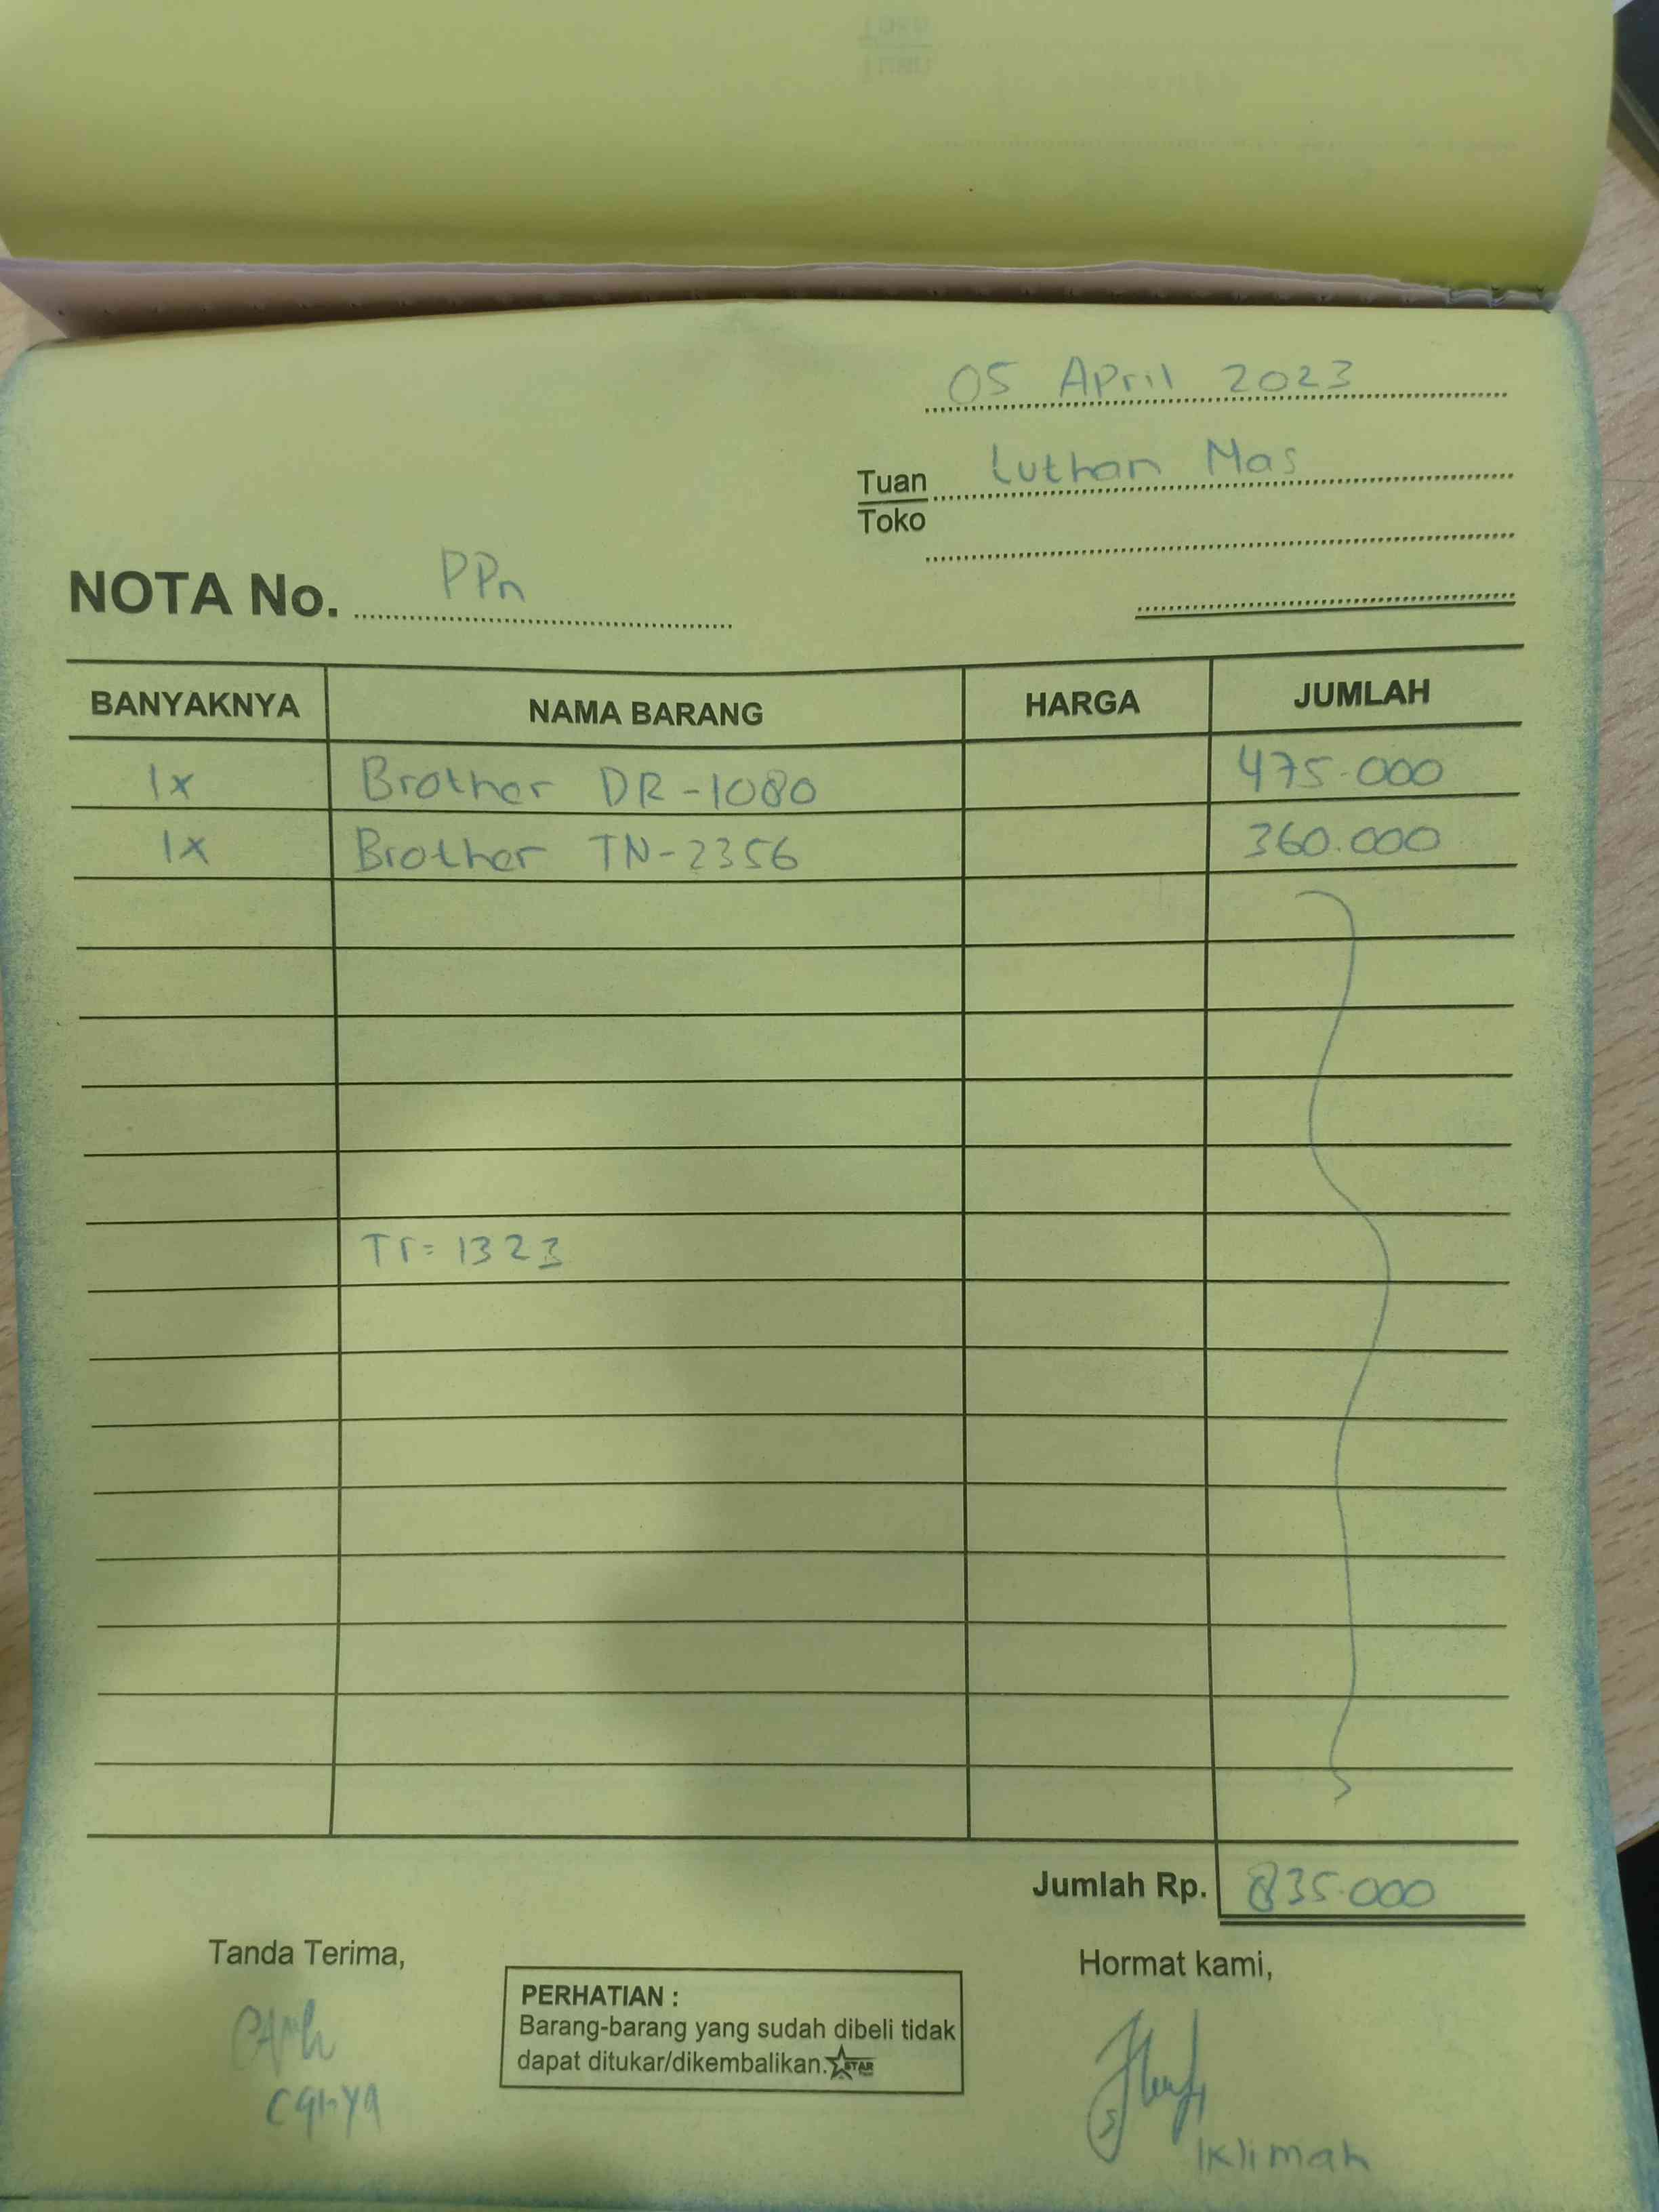 05 April 2023
Tuan Luthan Mas
Toko
NOTA No. PPn
BANYAKNYA NAMA BARANG HARGA JUMLAH
1x Brother DR-1080 475.000
1x Brother TN-2356 360.000
Tr= 1323
Jumlah Rp. 835.000
Tanda Terima, Hormat kami,
PERHATIAN :
Barang-barang yang sudah dibeli tidak
dapat ditukar/dikembalikan. STAR
Iklimah